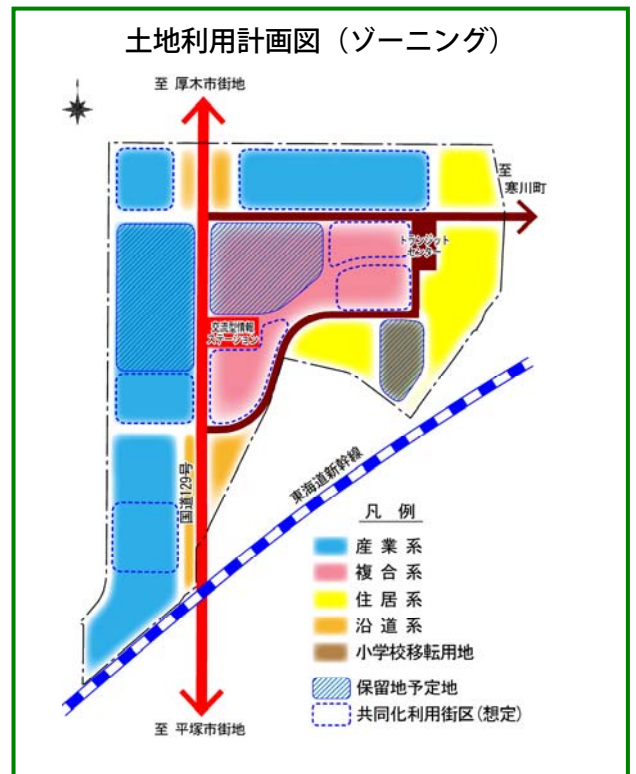 土地利用計画図（ゾーニング）
至 厚木市街地
至
寒川町
トランジット
センター
交流型情報
ステーション
国道129号
東海道新幹線
凡 例
産 業 系
複 合 系
住 居 系
沿 道 系
小学校移転用地
保留地予定地
共同化利用街区(想定)
至 平塚市街地